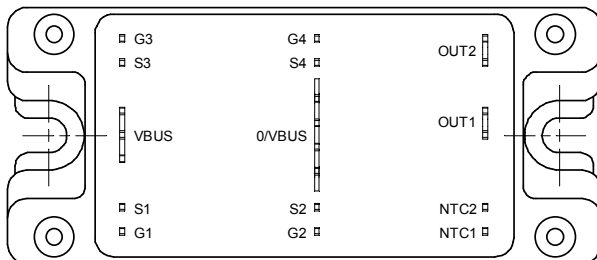 G3 G4
OUT2
S3 S4
OUT1
VBUS 0/VBUS
S1 S2 NTC2
G1 G2 NTC1